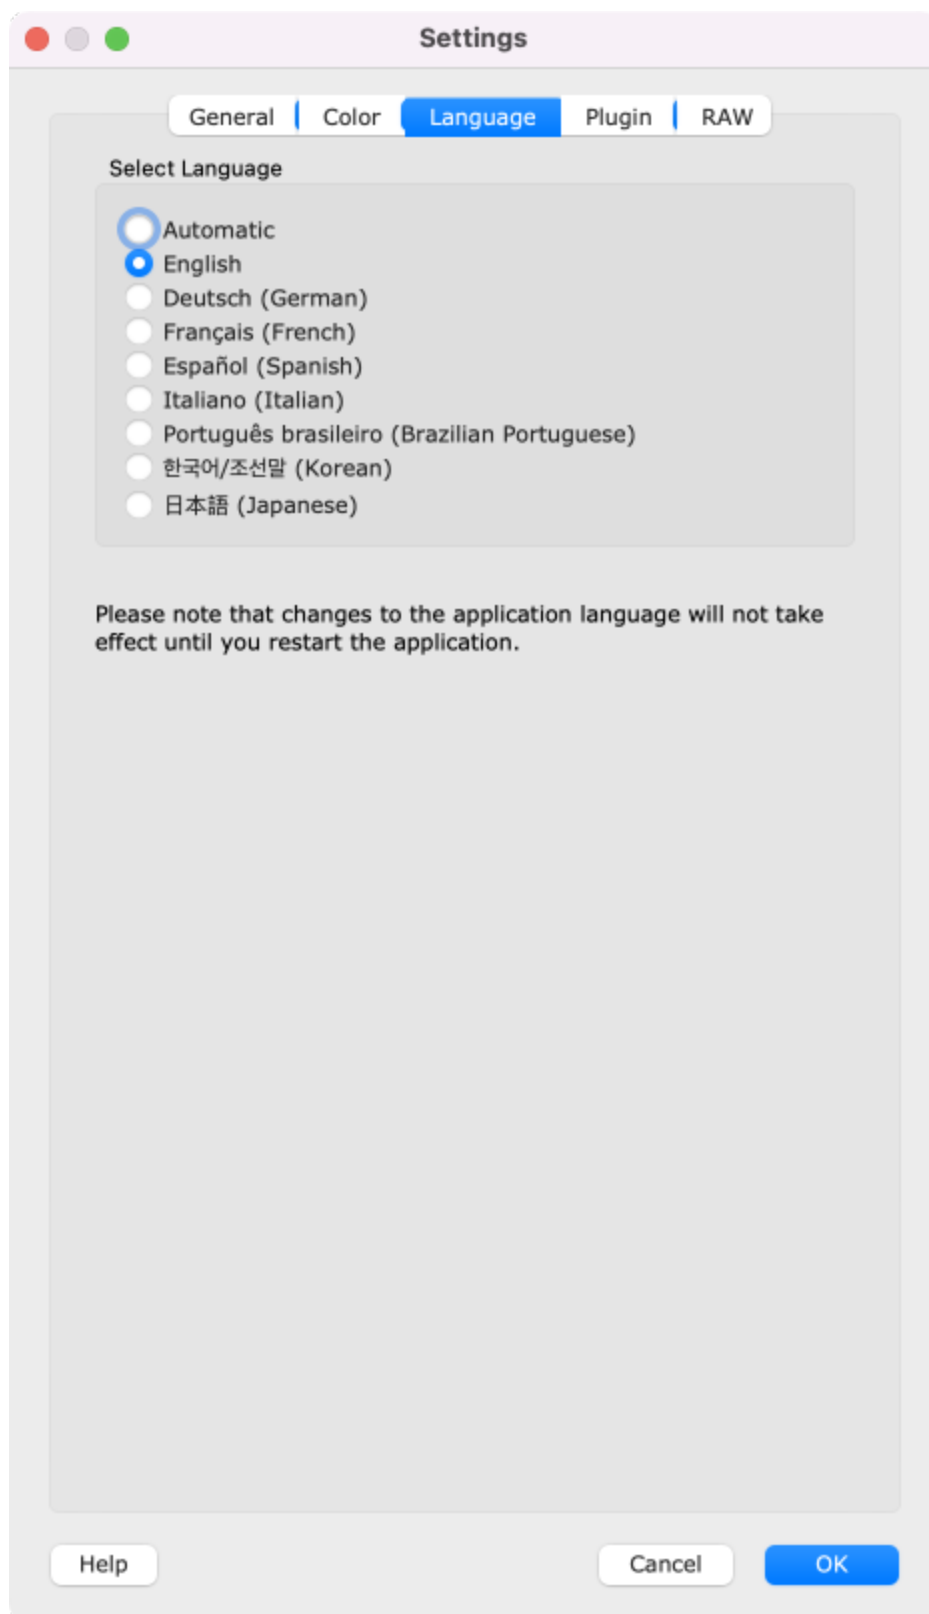 Settings
General Color Language Plugin RAW
Select Language
Automatic
English
Deutsch (German)
Français (French)
Español (Spanish)
Italiano (Italian)
Português brasileiro (Brazilian Portuguese)
한국어/조선말 (Korean)
日本語 (Japanese)
Please note that changes to the application language will not take
effect until you restart the application.
Help Cancel OK